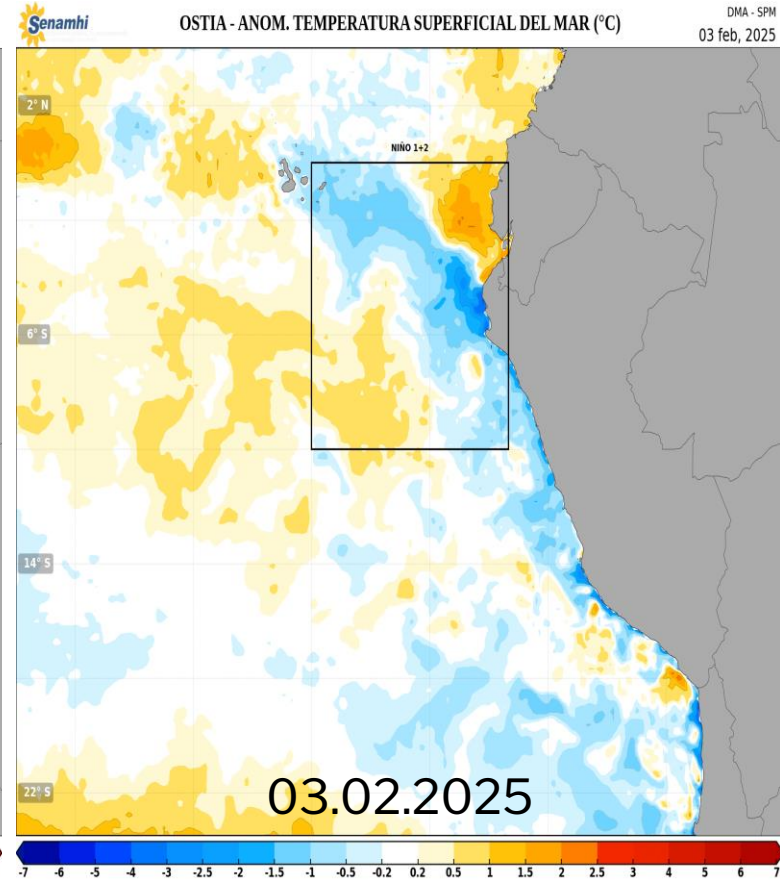 Senamhi
OSTIA - ANOM. TEMPERATURA SUPERFICIAL DEL MAR (°C)
DMA - SPM
03 feb, 2025
2° N
NIÑO 1+2
6° S
14° S
22° S
03.02.2025
-7 -6 -5 -4 -3 -2.5 -2 -1.5 -1 -0.5 -0.2 0.2 0.5 1 1.5 2 2.5 3 4 5 6 7